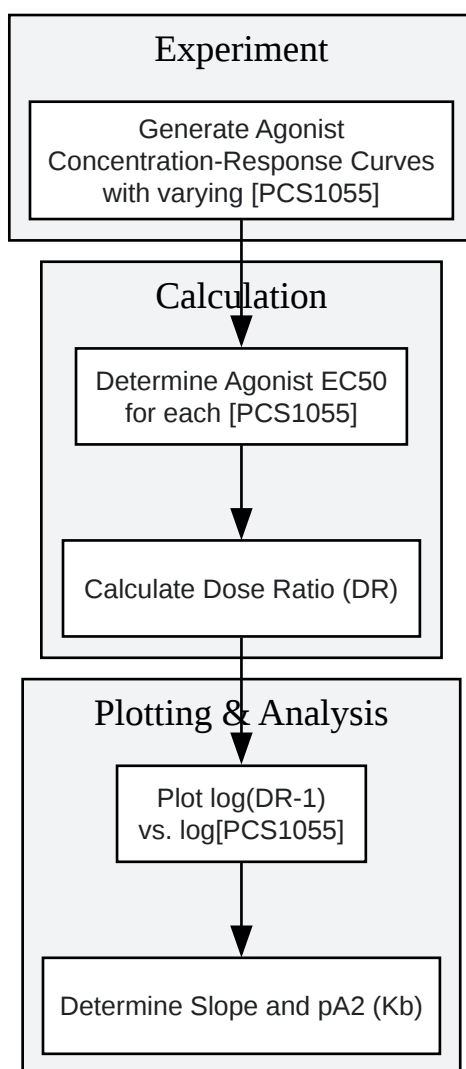 Experiment
Generate Agonist
Concentration-Response Curves
with varying [PCS1055]
Calculation
Determine Agonist EC50
for each [PCS1055]
Calculate Dose Ratio (DR)
Plotting & Analysis
Plot log(DR-1)
vs. log[PCS1055]
Determine Slope and pA2 (Kb)